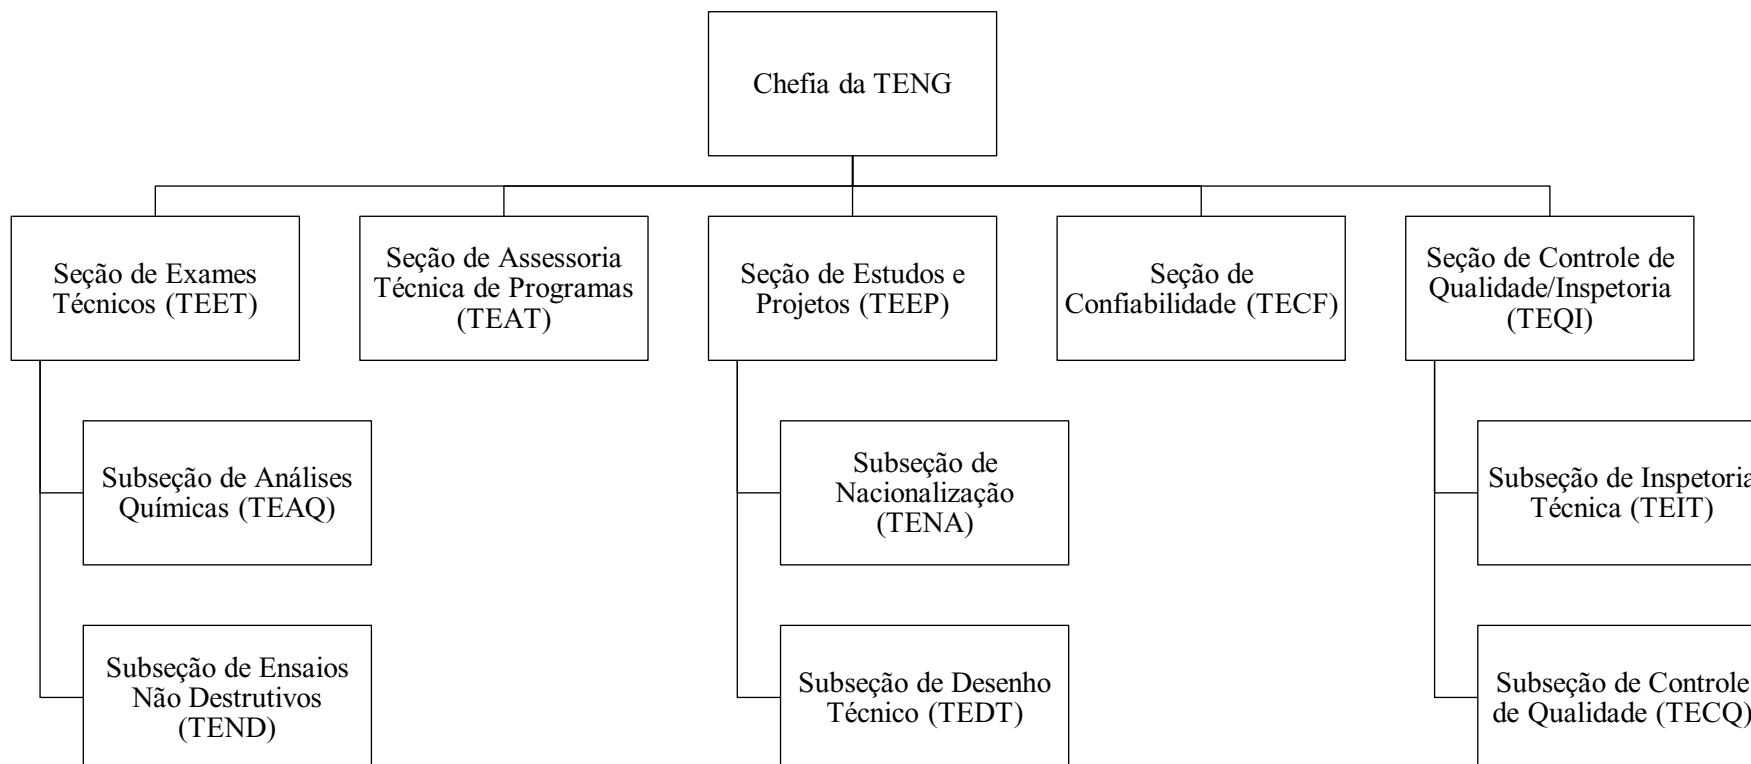 Chefia da TENG
Seção de Exames
Técnicos (TEET)
Seção de Assessoria
Técnica de Programas
(TEAT)
Seção de Estudos e
Projetos (TEEP)
Seção de
Confiabilidade (TECF)
Seção de Controle de
Qualidade/Inspetoria
(TEQI)
Subseção de Análises
Químicas (TEAQ)
Subseção de
Nacionalização
(TENA)
Subseção de Inspetoria
Técnica (TEIT)
Subseção de Ensaios
Não Destrutivos
(TEND)
Subseção de Desenho
Técnico (TEDT)
Subseção de Controle
de Qualidade (TECQ)